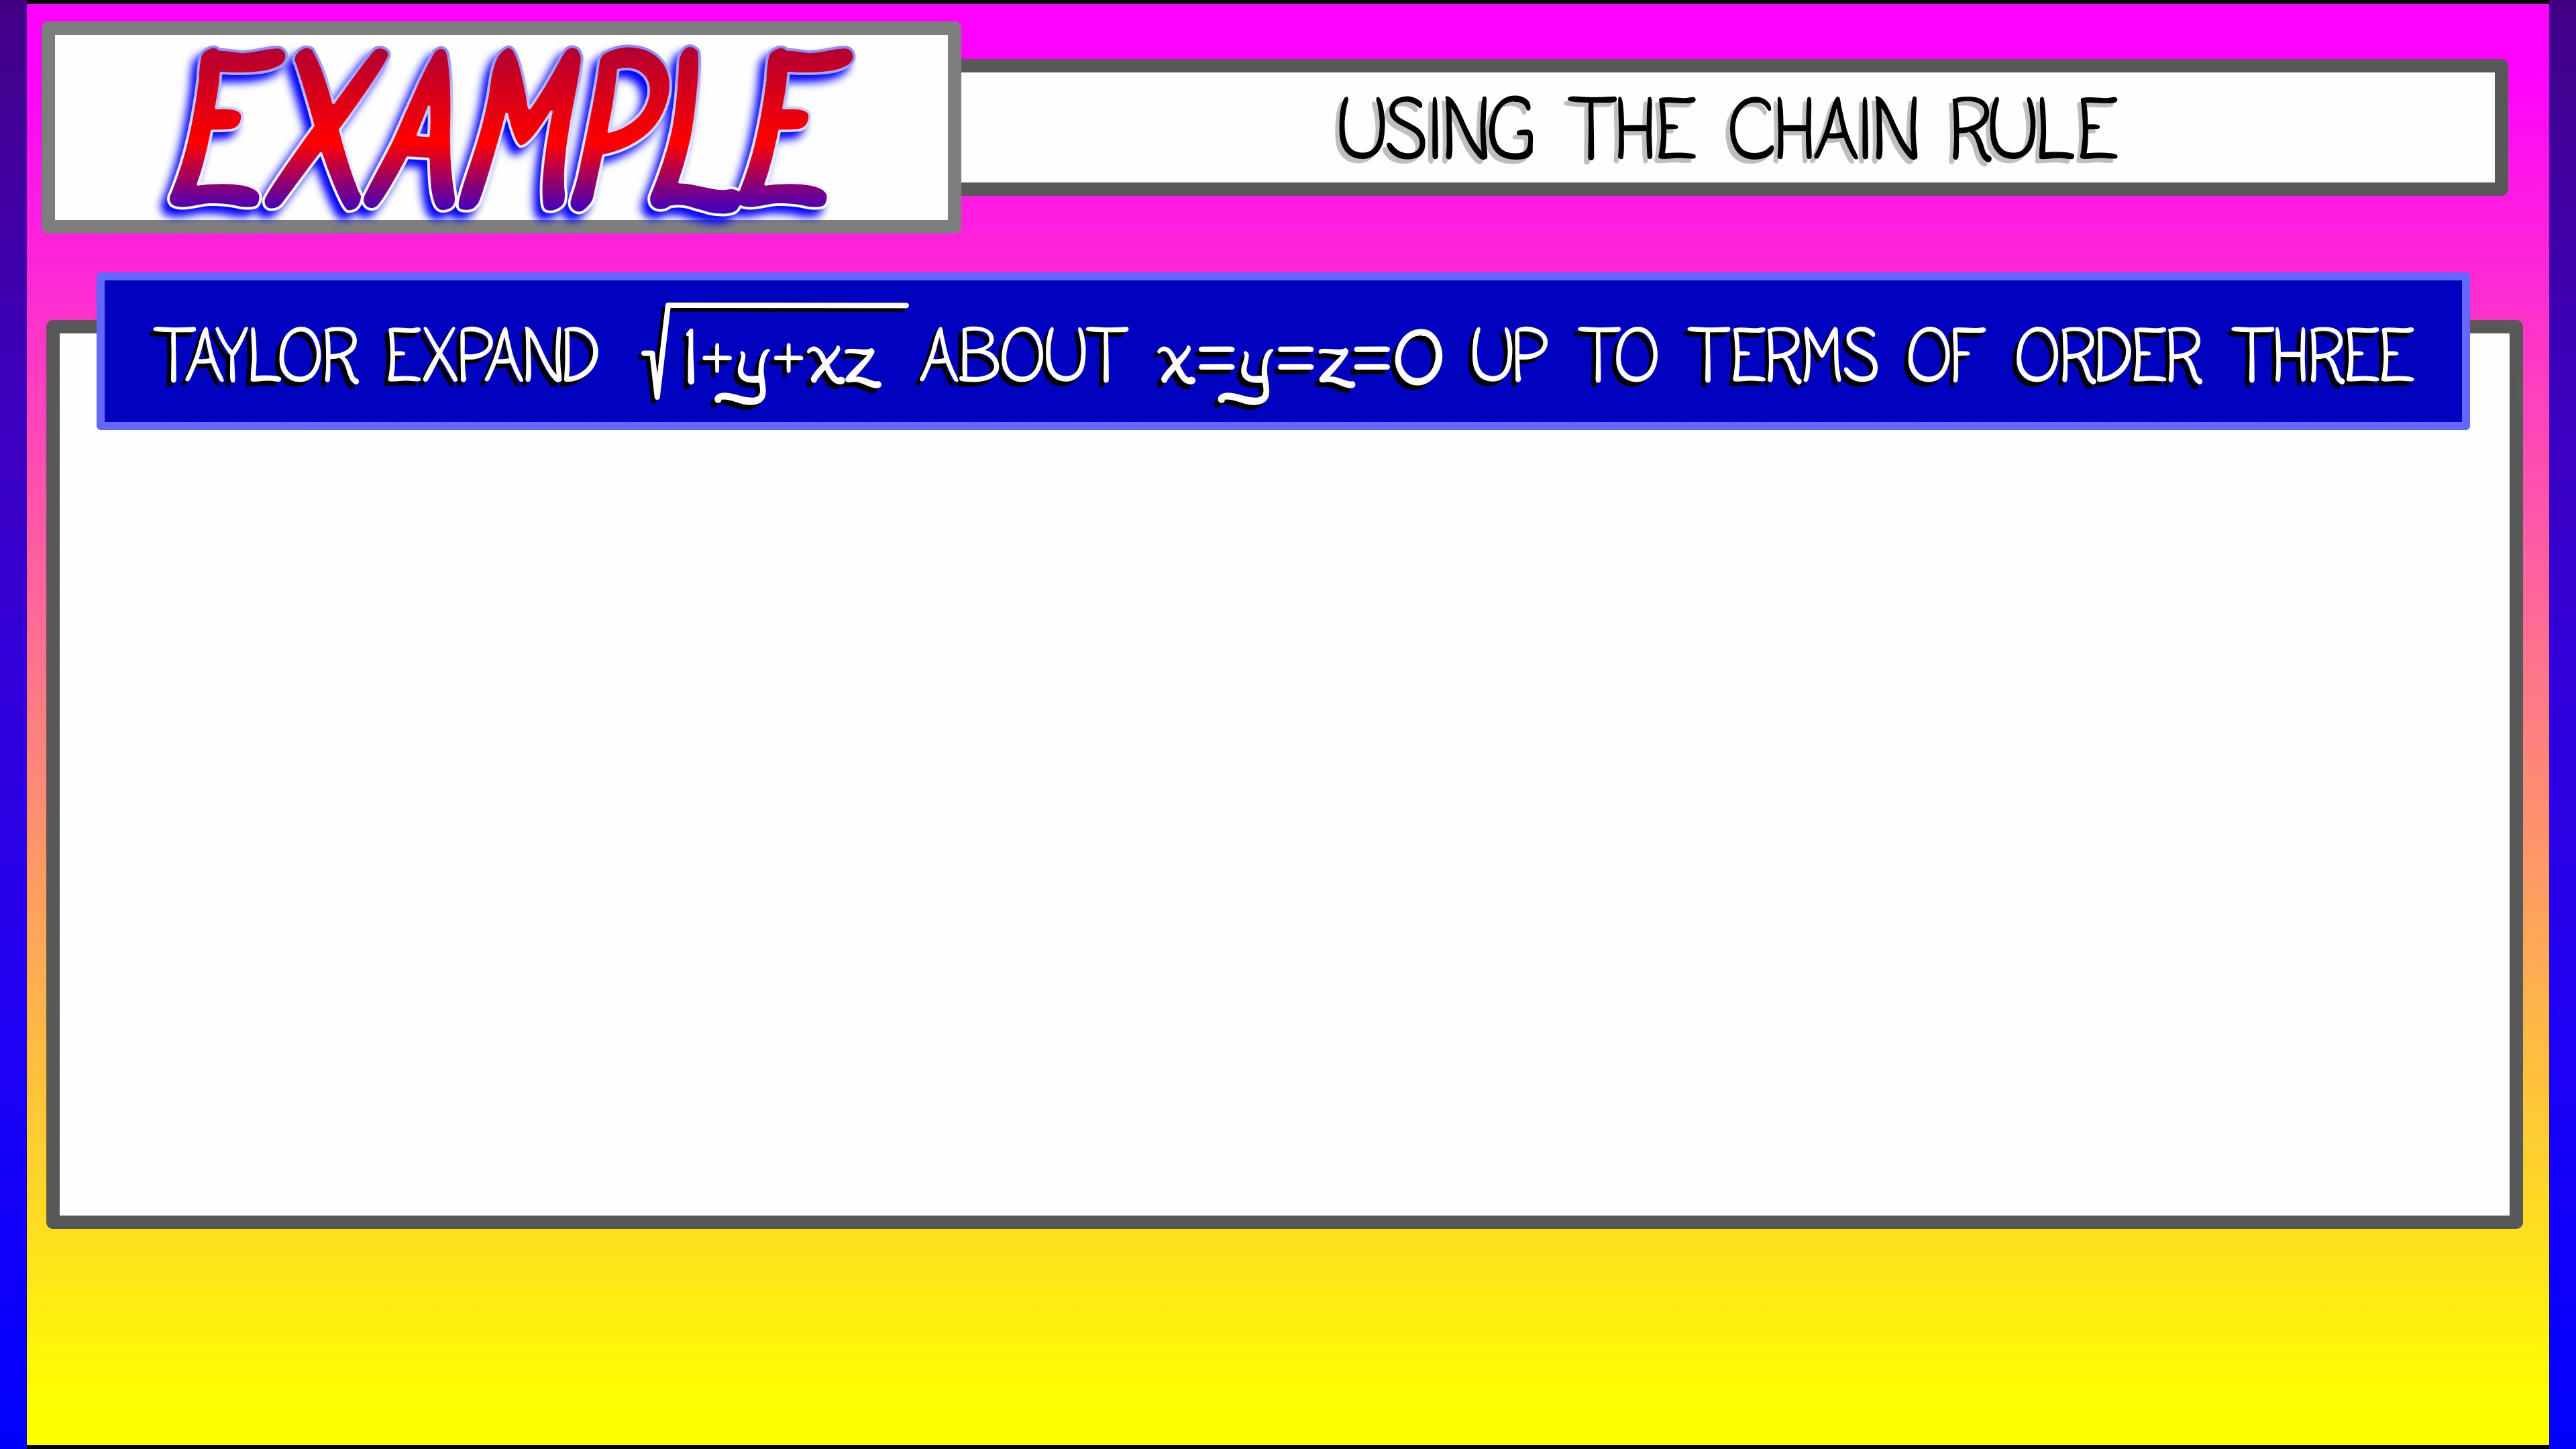 EXAMPLE
USING THE CHAIN RULE
TAYLOR EXPAND √1+y+xz ABOUT x=y=z=0 UP TO TERMS OF ORDER THREE